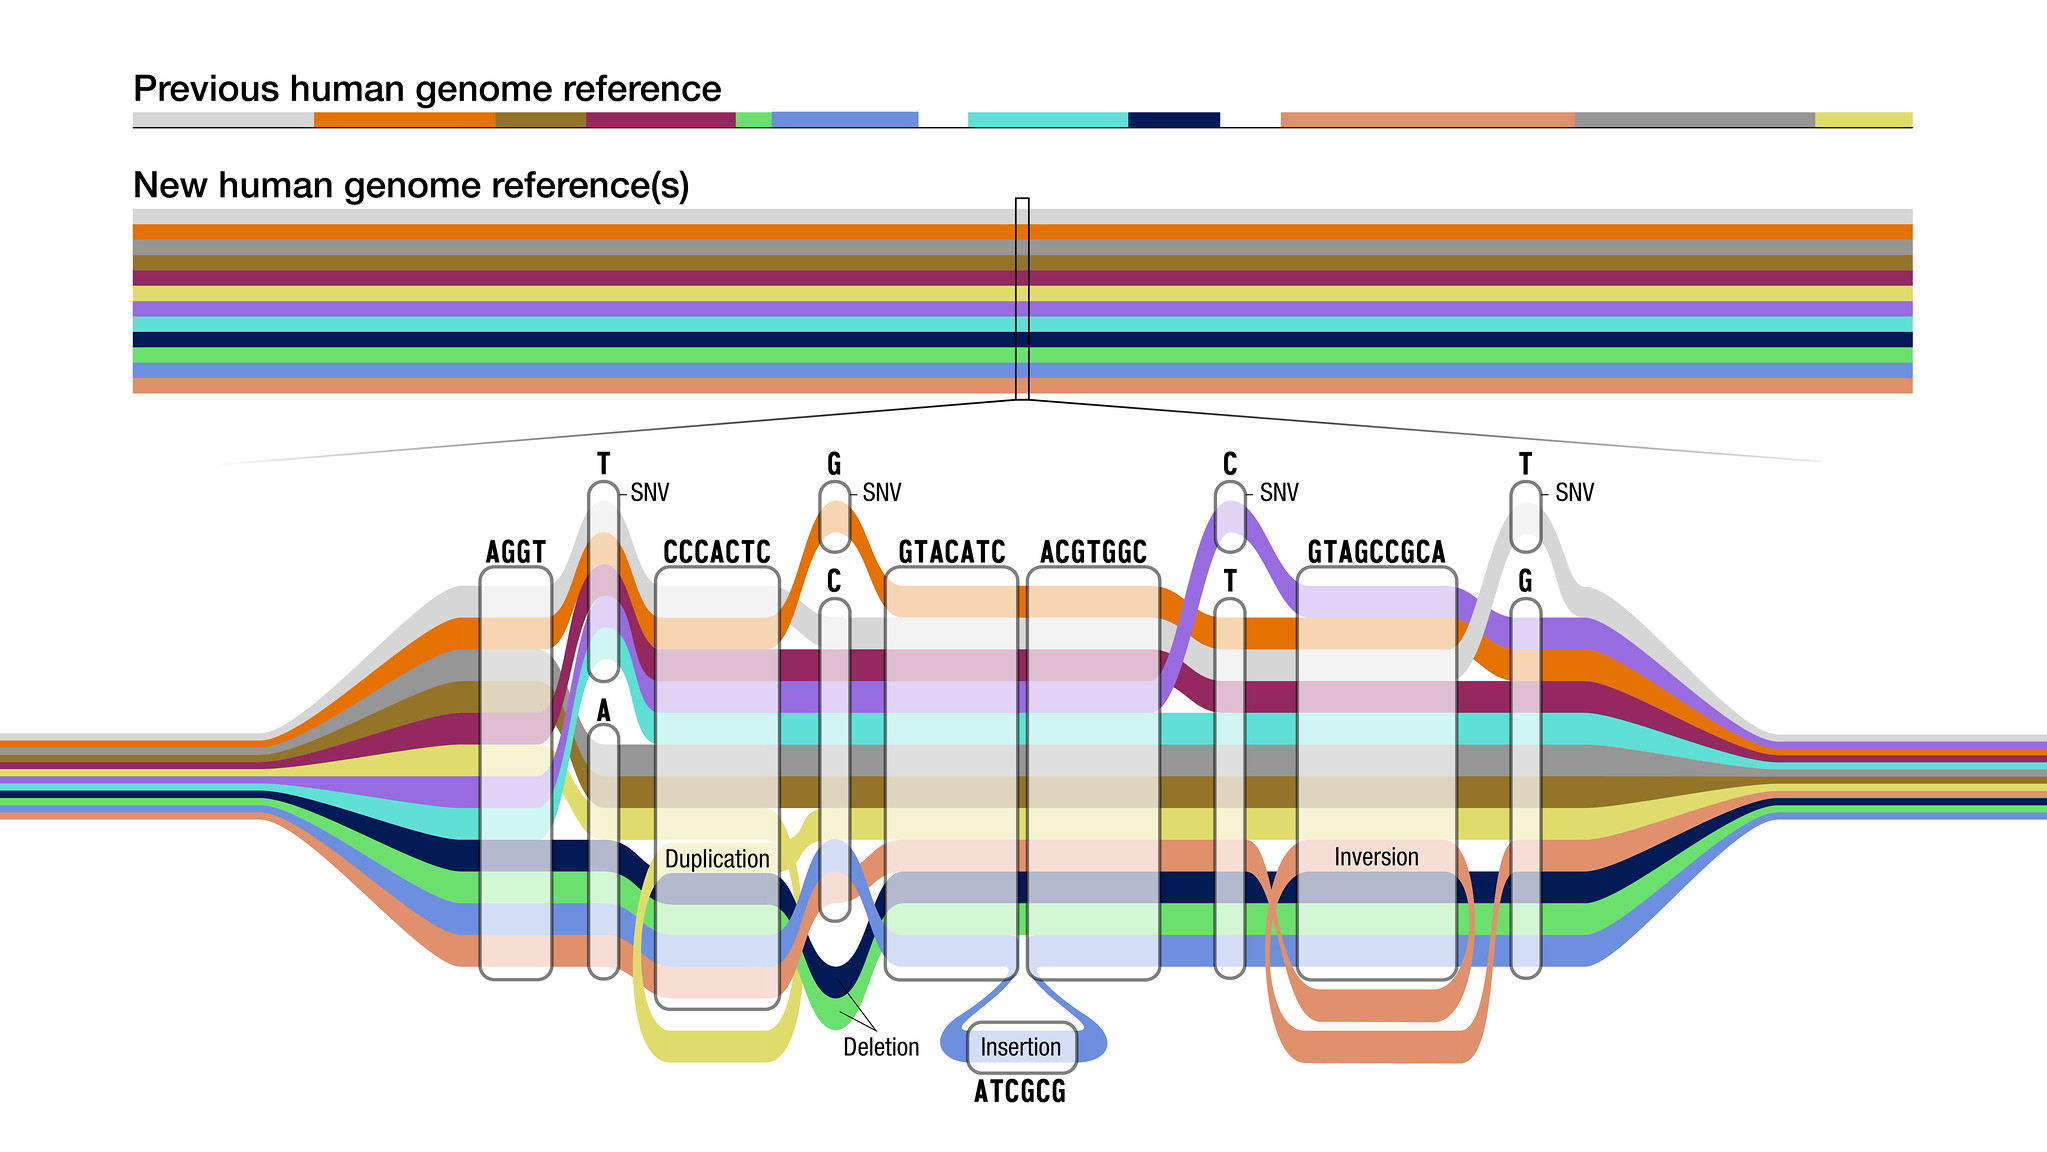 Previous human genome reference
New human genome reference(s)
T G C T
SNV SNV SNV SNV
AGGT CCCACTC GTACATC ACGTGGC GTAGCCGCA
C T G
A
Duplication Inversion
Deletion Insertion
ATCGCG